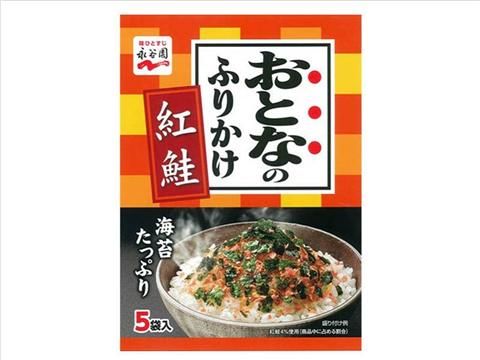 味ひとすじ
永谷園
おとなの
ふりかけ
紅鮭
海苔
たっぷり
5袋入
盛り付け例
紅鮭4%使用(商品中に占める割合)